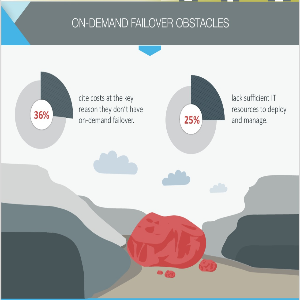 ON-DEMAND FAILOVER OBSTACLES
36%
cite costs at the key
reason they don't have
on-demand failover.
25%
lack sufficient IT
resources to deploy
and manage.